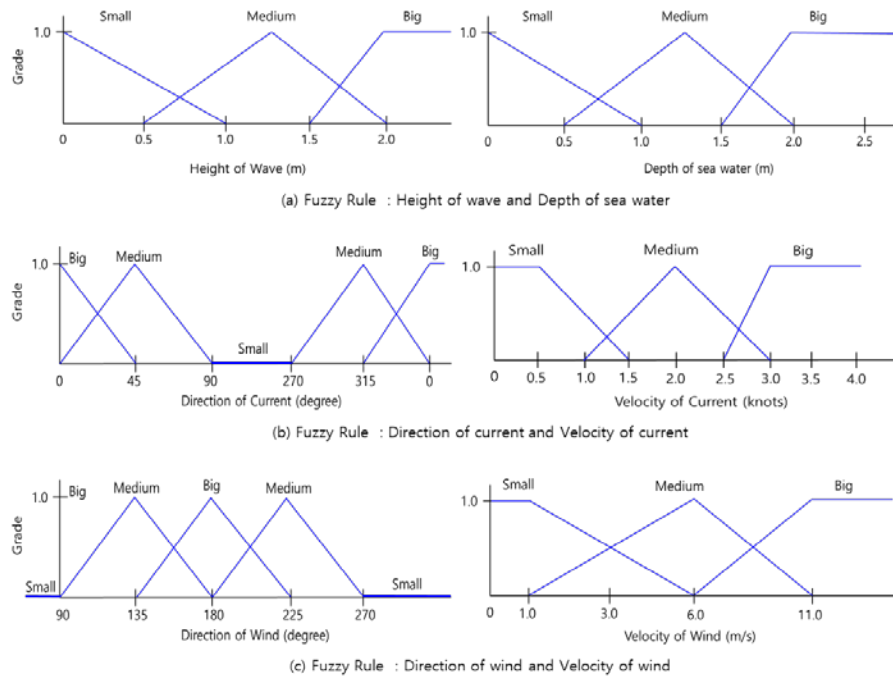 Small Medium Big
1.0
Grade
0 0.5 1.0 1.5 2.0
Height of Wave (m)
Small Medium Big
1.0
0 0.5 1.0 1.5 2.0 2.5
Depth of sea water (m)
(a) Fuzzy Rule : Height of wave and Depth of sea water
Big Medium Medium Big
1.0
Grade
Small
0 45 90 270 315 0
Direction of Current (degree)
Small Medium Big
1.0
0 0.5 1.0 1.5 2.0 2.5 3.0 3.5 4.0
Velocity of Current (knots)
(b) Fuzzy Rule : Direction of current and Velocity of current
Big Medium Big Medium
1.0
Grade
Small Small
90 135 180 225 270
Direction of Wind (degree)
Small Medium Big
1.0
0 1.0 3.0 6.0 11.0
Velocity of Wind (m/s)
(c) Fuzzy Rule : Direction of wind and Velocity of wind